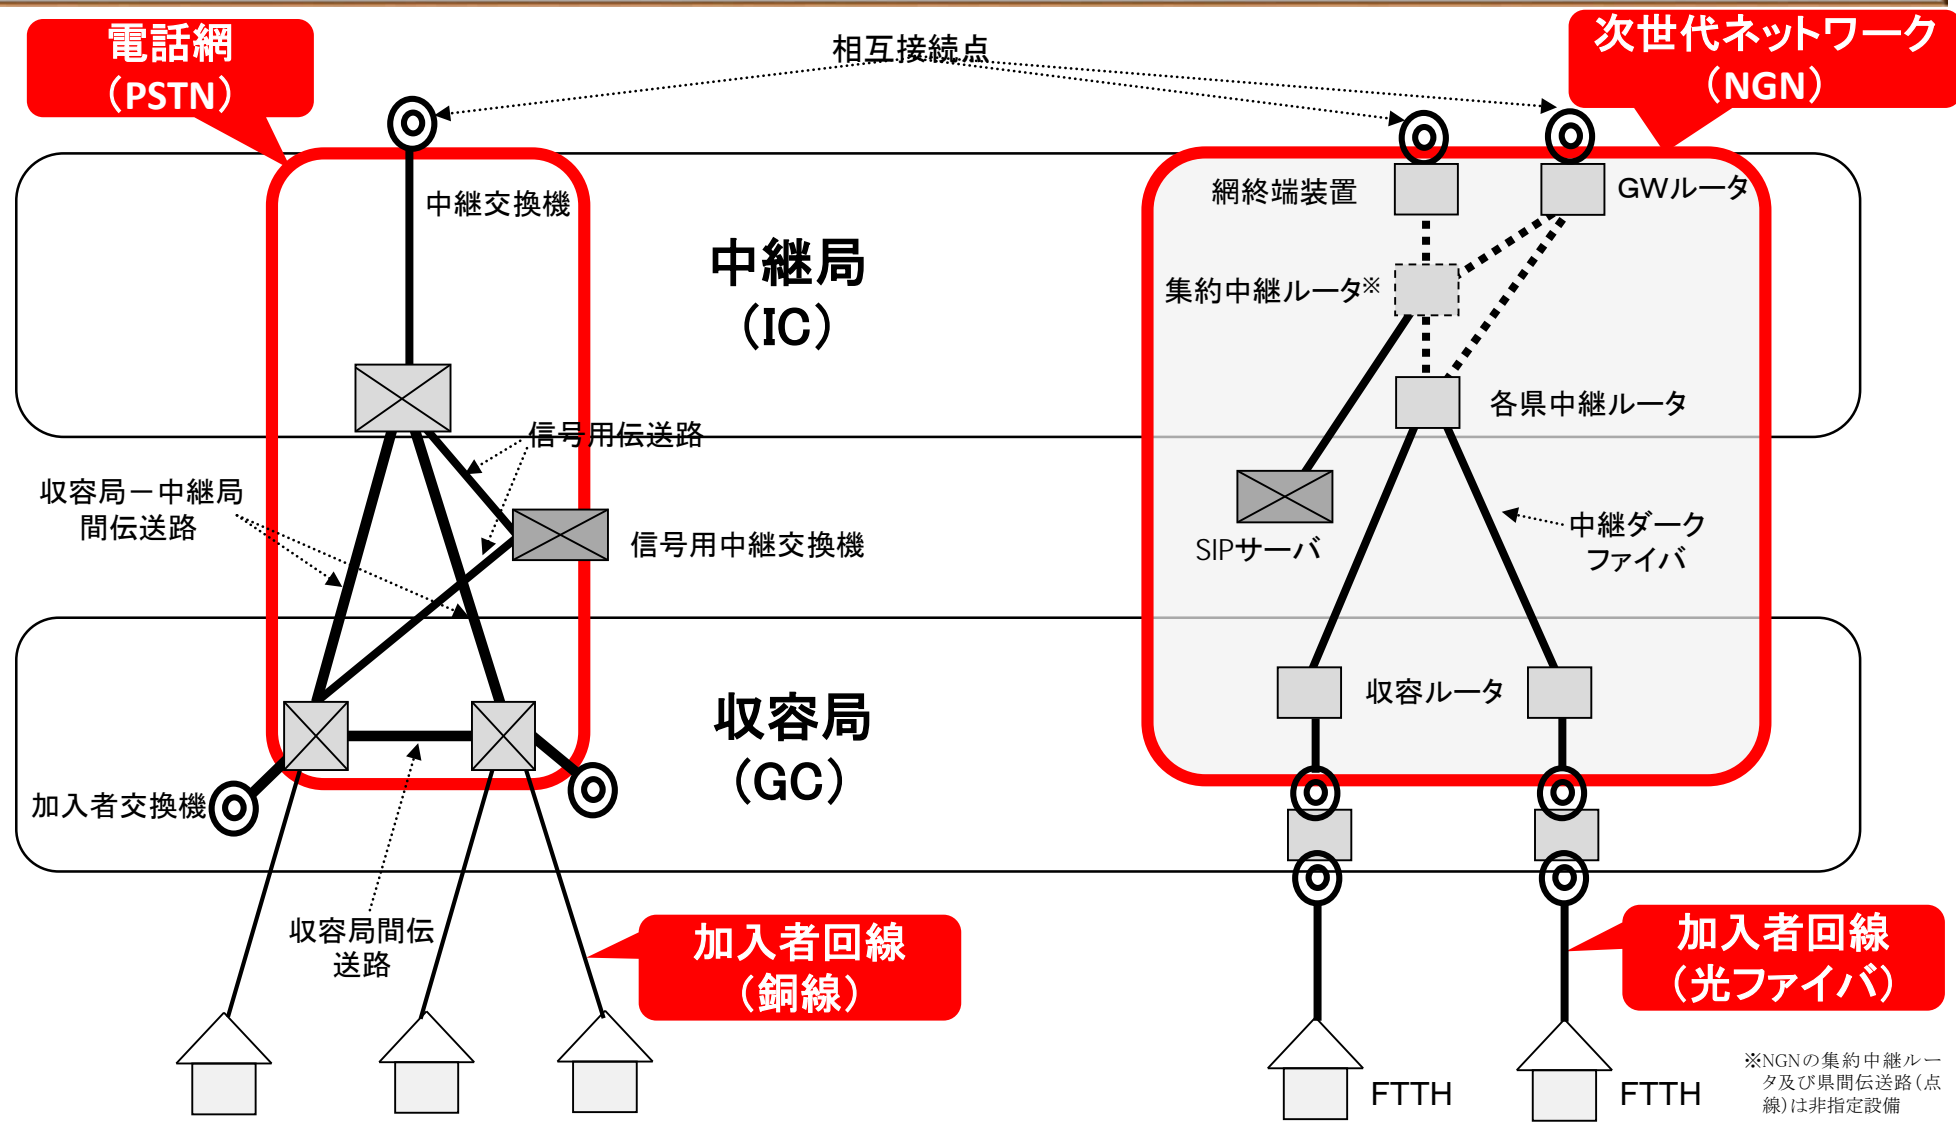 電話網
（PSTN）
相互接続点
次世代ネットワーク
（NGN）
中継交換機
網終端装置
GWルータ
中継局
（IC）
集約中継ルータ※
各県中継ルータ
信号用伝送路
収容局－中継局
間伝送路
信号用中継交換機
SIPサーバ
中継ダーク
ファイバ
収容局
（GC）
収容ルータ
加入者交換機
収容局間伝
送路
加入者回線
（銅線）
加入者回線
（光ファイバ）
FTTH
FTTH
※NGNの集約中継ルー
タ及び県間伝送路（点
線）は非指定設備